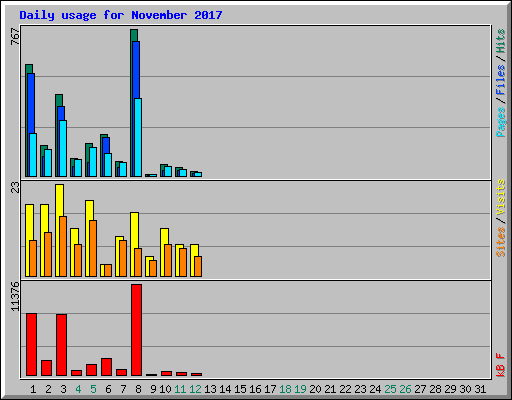 Daily usage for November 2017
767
Pages / Files / Hits
23
Sites / Visits
11376
kB F
1 2 3 4 5 6 7 8 9 10 11 12 13 14 15 16 17 18 19 20 21 22 23 24 25 26 27 28 29 30 31